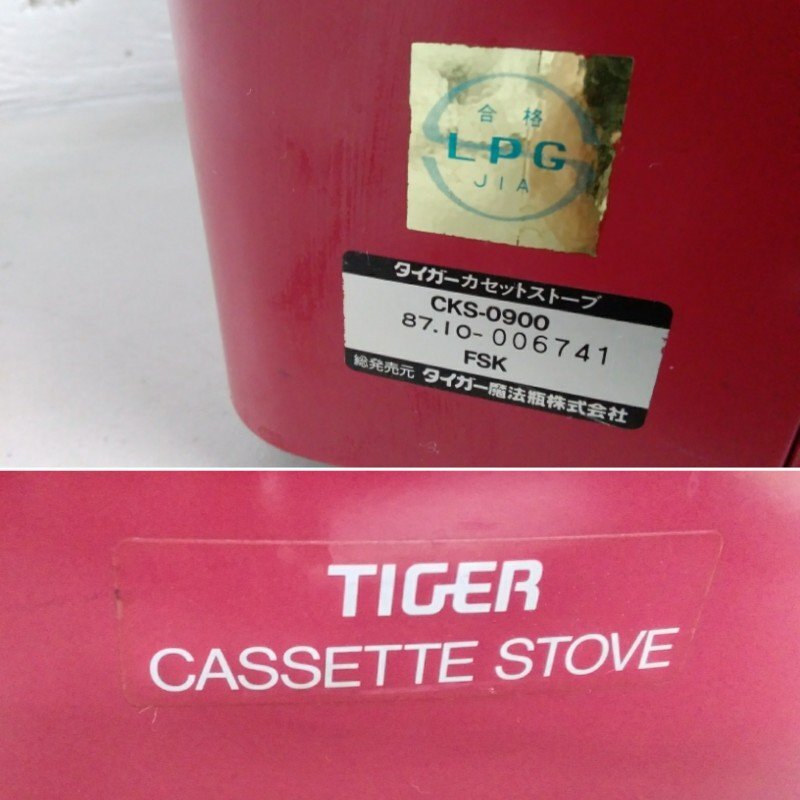 合格
LPG
JIA
タイガーカセットストーブ
CKS-0900
87.10-006741
FSK
総発売元 タイガー魔法瓶株式会社
TIGER
CASSETTE STOVE